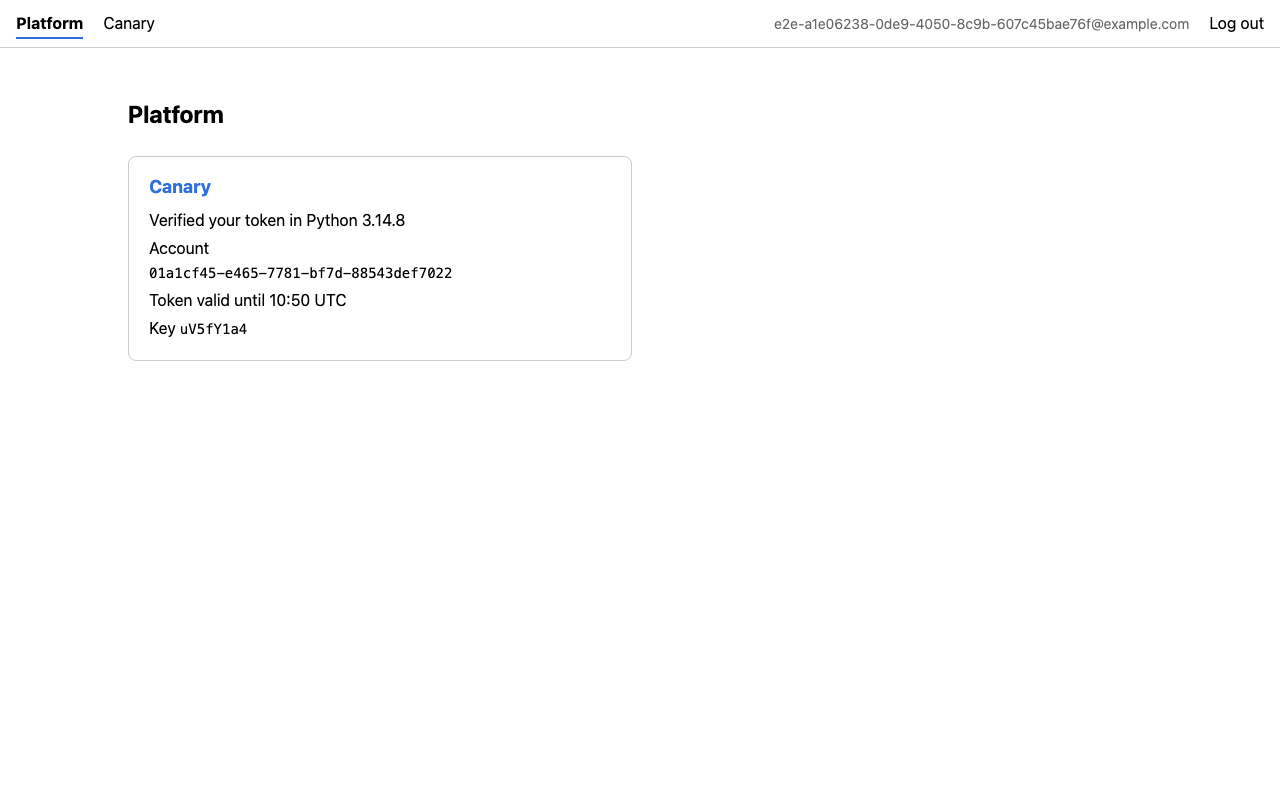 Platform Canary e2e-a1e06238-0de9-4050-8c9b-607c45bae76f@example.com Log out
Platform
Canary
Verified your token in Python 3.14.8
Account
01a1cf45-e465-7781-bf7d-88543def7022
Token valid until 10:50 UTC
Key uV5fY1a4